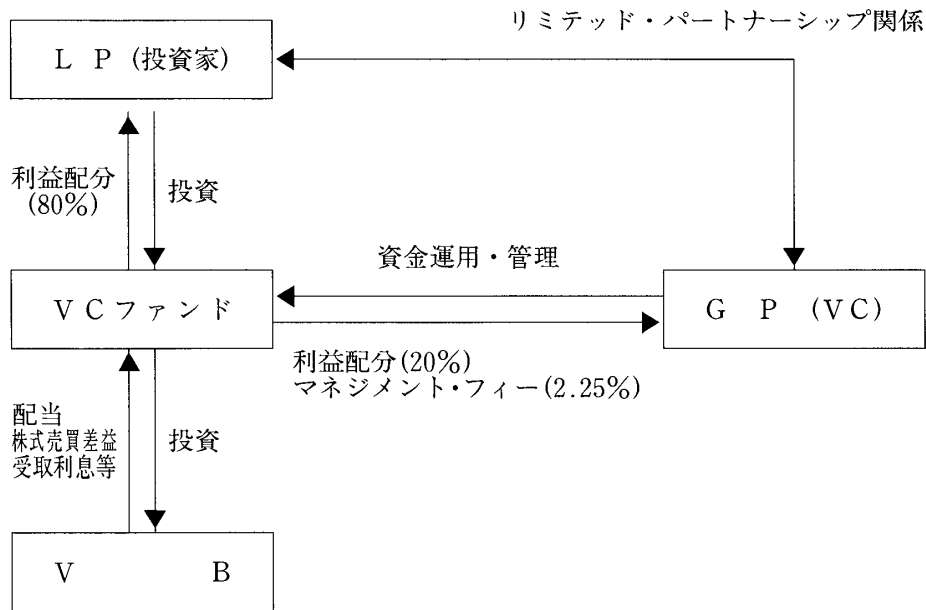 リミテッド・パートナーシップ関係
L P (投資家)
利益配分
(80%)
投資
資金運用・管理
VCファンド
G P (VC)
利益配分(20%)
マネジメント・フィー(2.25%)
配当
株式売買差益
受取利息等
投資
V B